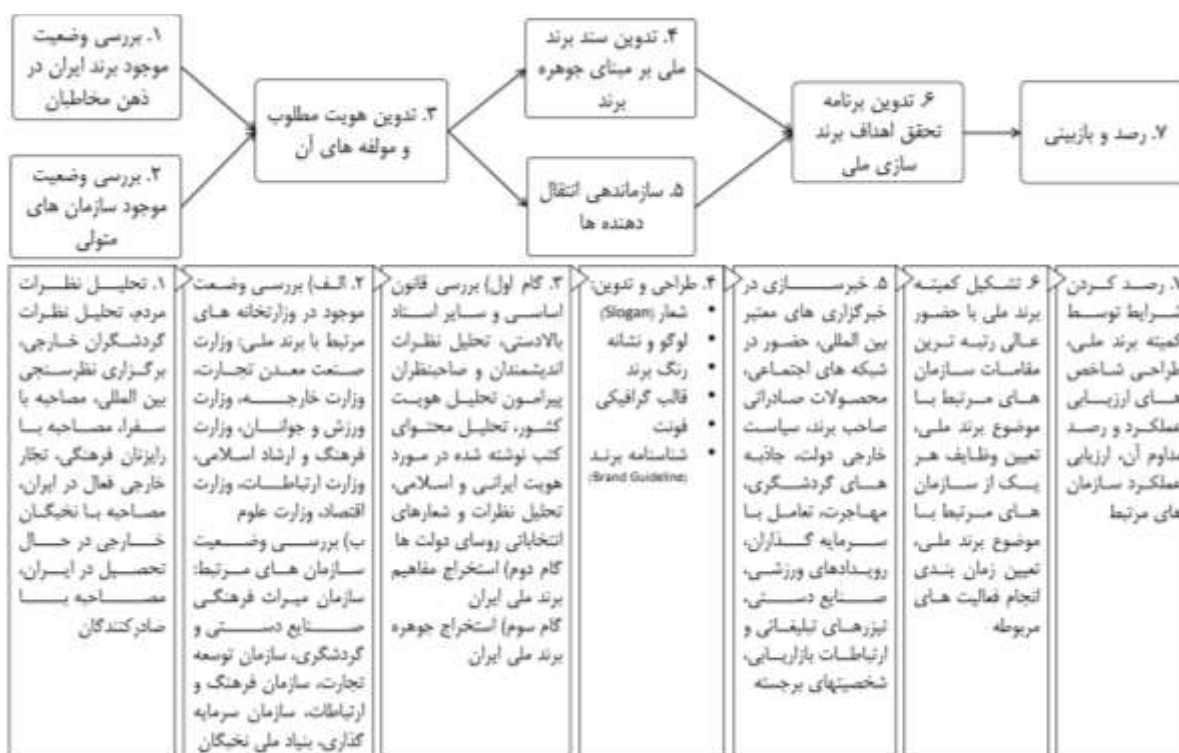 ۱. بررسی وضعیت
موجود برند ایران در
ذهن مخاطبان
۲. بررسی وضعیت
موجود سازمان های
متولی
۳. تدوین هویت مطلوب
و مولفه های آن
۴. تدوین سند برند
ملی بر مبنای جوهره
برند
۵. سازماندهی انتقال
دهنده ها
۶. تدوین برنامه
تحقق اهداف برند
سازی ملی
۷. رصد و بازبینی
۱. تحلیل نظرات
مردم، تحلیل نظرات
گردشگران خارجی،
برگزاری نظرسنجی
بین المللی، مصاحبه با
سفرا، مصاحبه با
رایزنان فرهنگی، تجار
خارجی فعال در ایران،
مصاحبه با نخبگان
خارجی در حال
تحصیل در ایران،
مصاحبه با
صادرکنندگان
۲. الف) بررسی وضعیت
موجود در وزارتخانه های
مرتبط با برند ملی: وزارت
صنعت معدن تجارت،
وزارت خارجه، وزارت
ورزش و جوانان، وزارت
فرهنگ و ارشاد اسلامی،
وزارت ارتباطات، وزارت
اقتصاد، وزارت علوم
ب) بررسی وضعیت
سازمان های مرتبط:
سازمان میراث فرهنگی
صنایع دستی و
گردشگری، سازمان توسعه
تجارت، سازمان فرهنگ و
ارتباطات، سازمان سرمایه
گذاری، بنیاد ملی نخبگان
۳. گام اول) بررسی قانون
اساسی و سایر اسناد
بالادستی، تحلیل نظرات
اندیشمندان و صاحبنظران
پیرامون تحلیل هویت
کشور، تحلیل محتوای
کتب نوشته شده در مورد
هویت ایرانی و اسلامی،
تحلیل نظرات و شعارهای
انتخاباتی روسای دولت ها
گام دوم) استخراج مفاهیم
برند ملی ایران
گام سوم) استخراج جوهره
برند ملی ایران
۴. طراحی و تدوین:
• شعار (Slogan)
• لوگو و نشانه
• رنگ برند
• قالب گرافیکی
• فونت
• شناسنامه برند
(Brand Guideline)
۵. خبرسازی در
خبرگزاری های معتبر
بین المللی، حضور در
شبکه های اجتماعی،
محصولات صادراتی
صاحب برند، سیاست
خارجی دولت، جاذبه
های گردشگری،
مهاجرت، تعامل با
سرمایه گذاران،
رویدادهای ورزشی،
صنایع دستی،
تیزرهای تبلیغاتی و
ارتباطات بازاریابی،
شخصیتهای برجسته
۶. تشکیل کمیته
برند ملی با حضور
عالی رتبه ترین
مقامات سازمان
های مرتبط با
موضوع برند ملی،
تعیین وظایف هر
یک از سازمان
های مرتبط با
موضوع برند ملی،
تعیین زمان بندی
انجام فعالیت های
مربوطه
۷. رصد کردن
شرایط توسط
کمیته برند ملی،
طراحی شاخص
های ارزیابی
عملکرد و رصد
مداوم آن، ارزیابی
عملکرد سازمان
های مرتبط